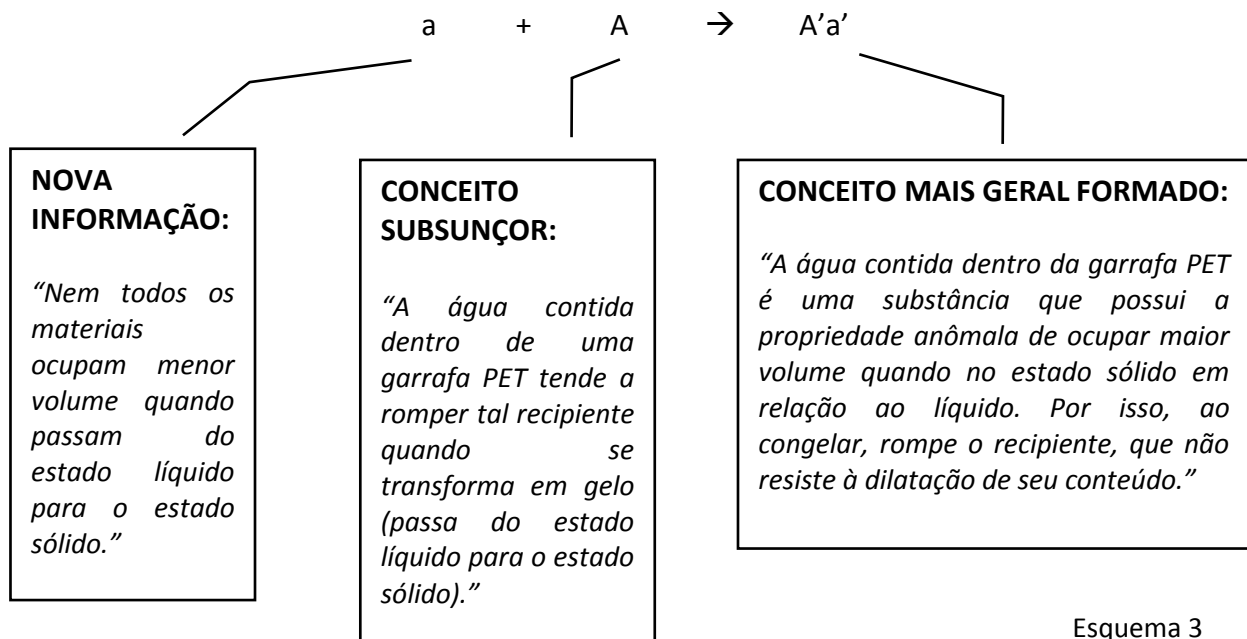 a + A → A’a’
NOVA
INFORMAÇÃO:
“Nem todos os
materiais
ocupam menor
volume quando
passam do
estado líquido
para o estado
sólido.”
CONCEITO
SUBSUNÇOR:
“A água contida
dentro de uma
garrafa PET tende a
romper tal recipiente
quando se
transforma em gelo
(passa do estado
líquido para o estado
sólido).”
CONCEITO MAIS GERAL FORMADO:
“A água contida dentro da garrafa PET
é uma substância que possui a
propriedade anômala de ocupar maior
volume quando no estado sólido em
relação ao líquido. Por isso, ao
congelar, rompe o recipiente, que não
resiste à dilatação de seu conteúdo.”
Esquema 3